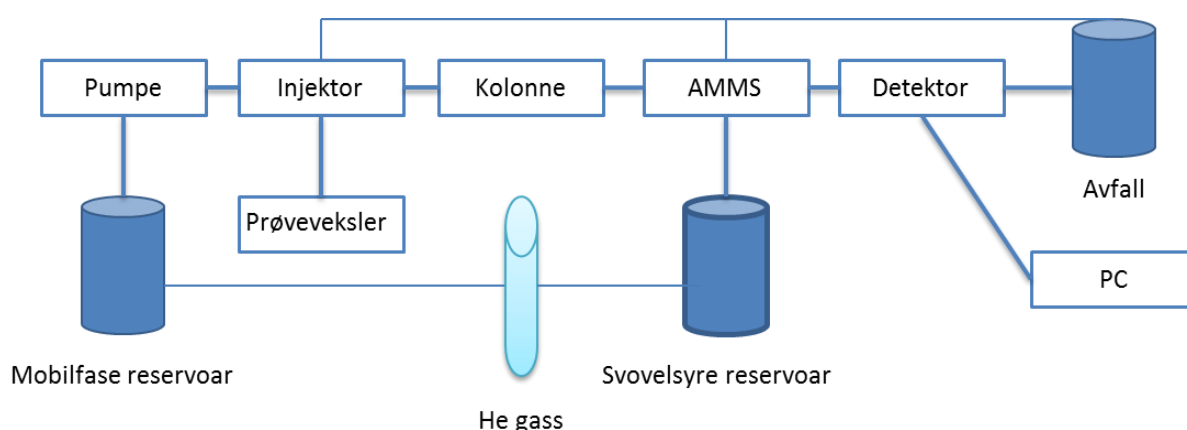 Pumpe
Injektor
Kolonne
AMMS
Detektor
Avfall
Prøveveksler
PC
Mobilfase reservoar
Svovelsyre reservoar
He gass